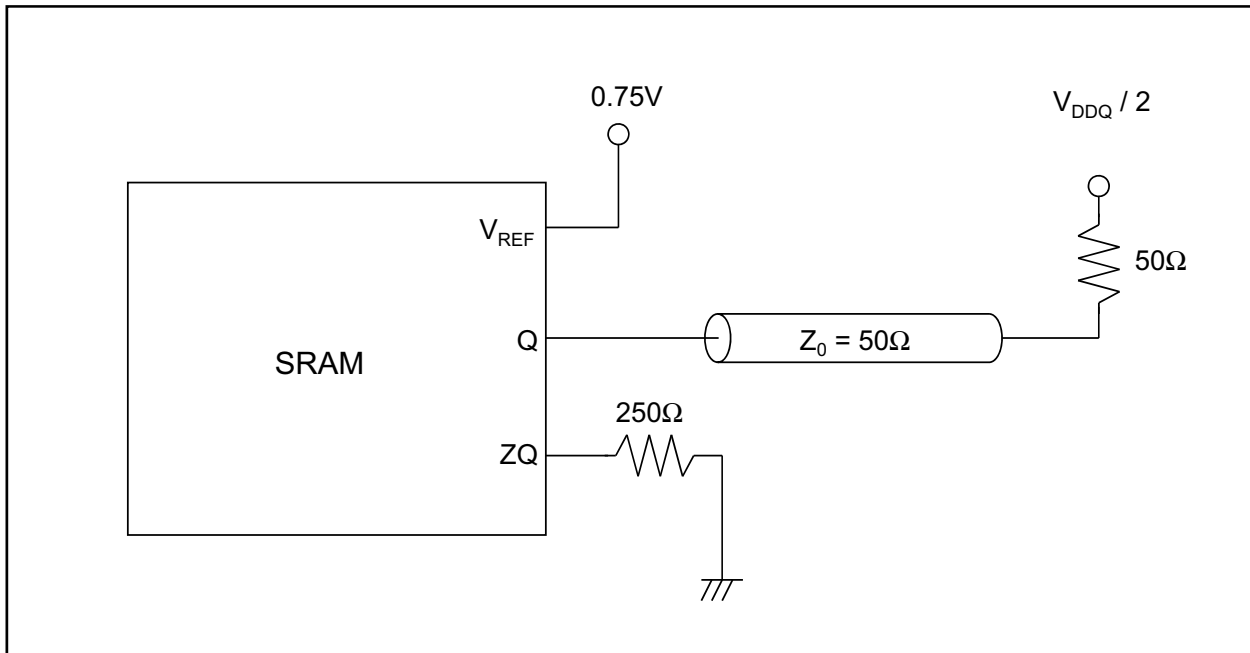 0.75V
V_DDQ / 2
V_REF
50Ω
Q
Z_0 = 50Ω
SRAM
250Ω
ZQ